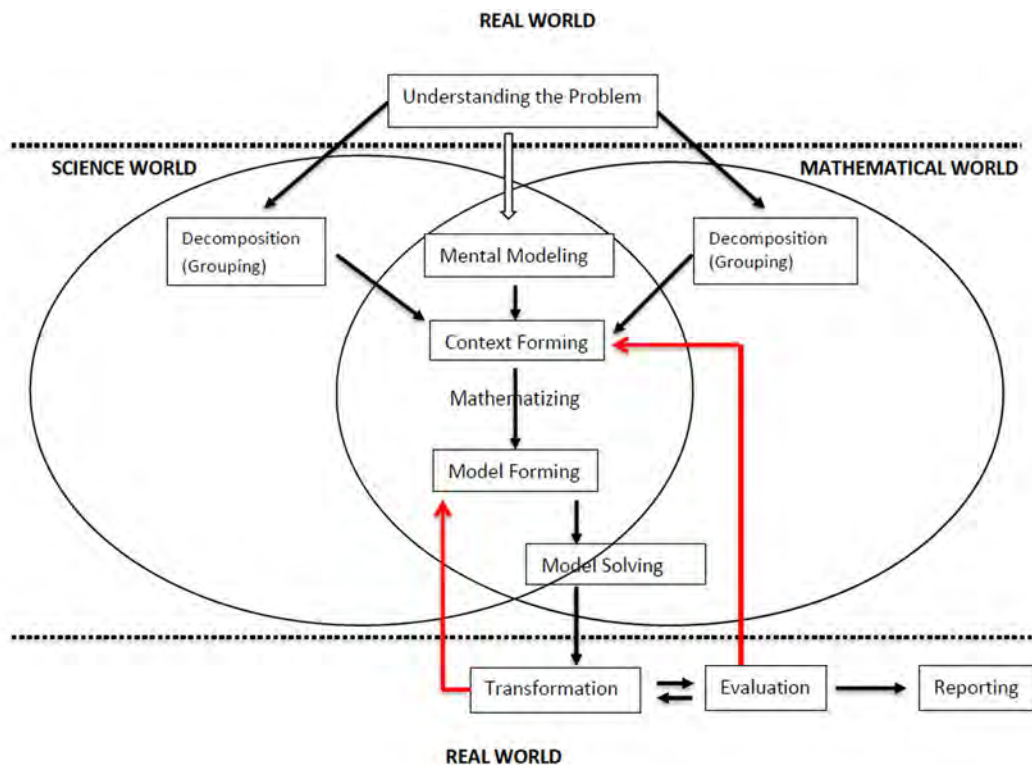 REAL WORLD
Understanding the Problem
SCIENCE WORLD
MATHEMATICAL WORLD
Decomposition
(Grouping)
Mental Modeling
Decomposition
(Grouping)
Context Forming
Mathematizing
Model Forming
Model Solving
Transformation
Evaluation
Reporting
REAL WORLD